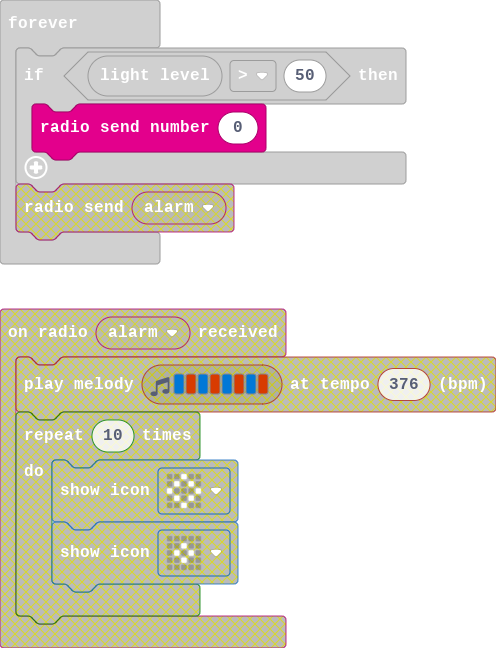 forever
if light level > 50 then
radio send number 0
radio send alarm
on radio alarm received
play melody at tempo 376 (bpm)
repeat 10 times
do
show icon
show icon